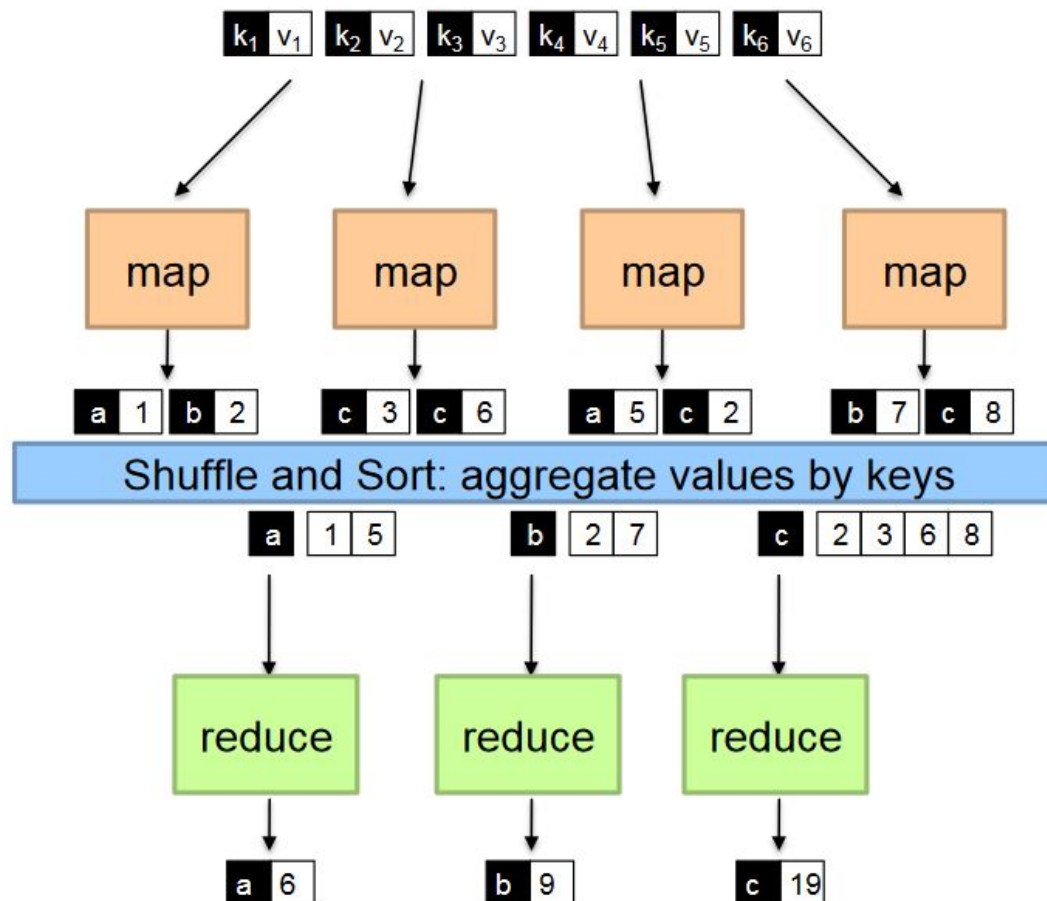 k₁ v₁ k₂ v₂ k₃ v₃ k₄ v₄ k₅ v₅ k₆ v₆
map map map map
a 1 b 2 c 3 c 6 a 5 c 2 b 7 c 8
Shuffle and Sort: aggregate values by keys
a 1 5 b 2 7 c 2 3 6 8
reduce reduce reduce
a 6 b 9 c 19